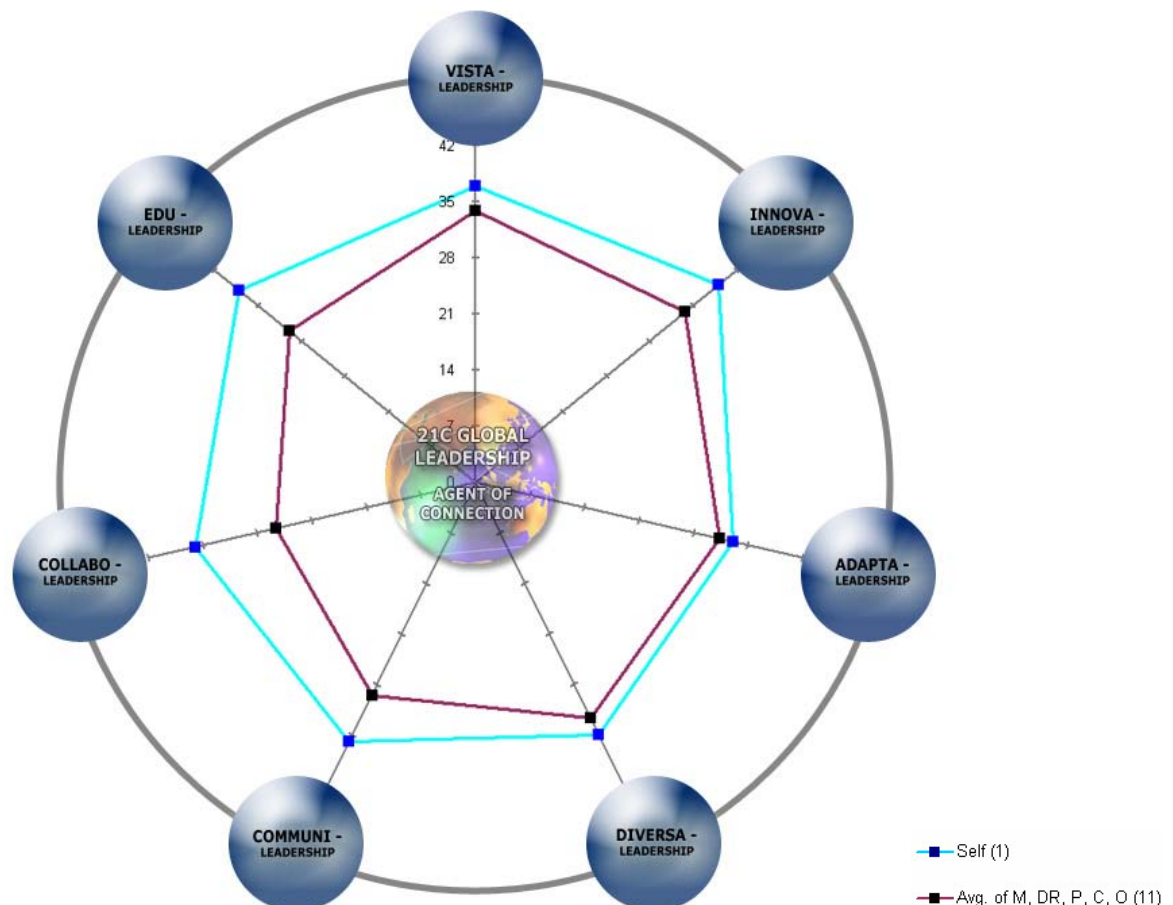 VISTA -
LEADERSHIP
42
EDU -
LEADERSHIP
INNOVA -
LEADERSHIP
35
28
21
14
7
21C GLOBAL
LEADERSHIP
AGENT OF
CONNECTION
COLLABO -
LEADERSHIP
ADAPTA -
LEADERSHIP
COMMUNI -
LEADERSHIP
DIVERSA -
LEADERSHIP
Self (1)
Avg. of M, DR, P, C, O (11)